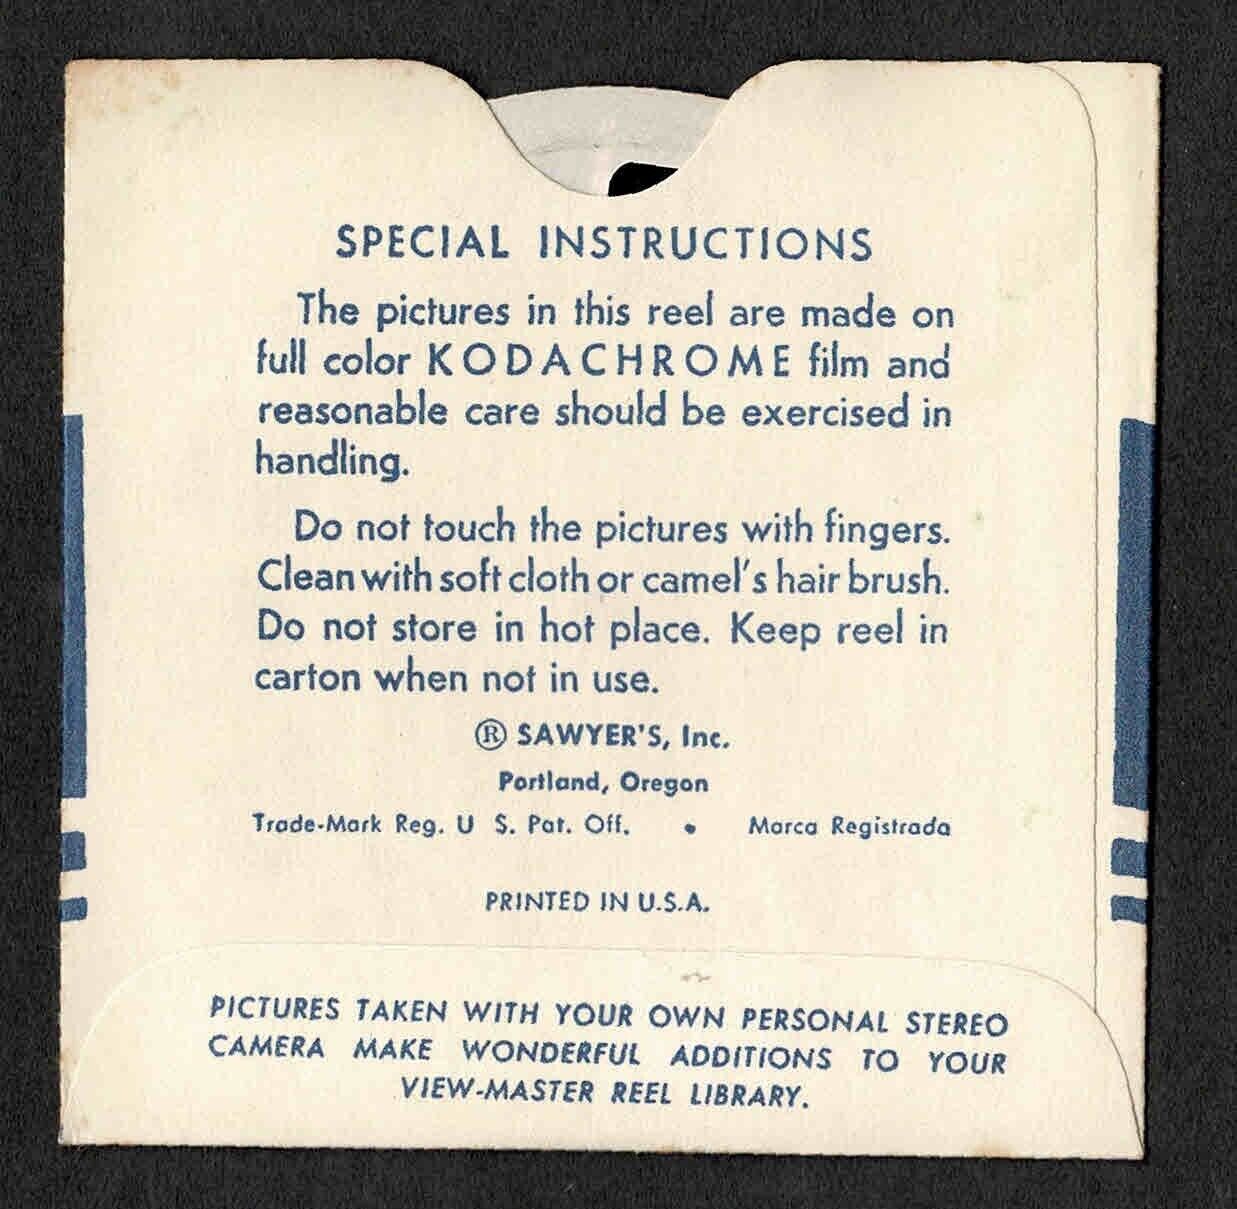 SPECIAL INSTRUCTIONS
The pictures in this reel are made on
full color KODACHROME film and
reasonable care should be exercised in
handling.
Do not touch the pictures with fingers.
Clean with soft cloth or camel's hair brush.
Do not store in hot place. Keep reel in
carton when not in use.
® SAWYER'S, Inc.
Portland, Oregon
Trade-Mark Reg. U S. Pat. Off. • Marca Registrada
PRINTED IN U.S.A.
PICTURES TAKEN WITH YOUR OWN PERSONAL STEREO
CAMERA MAKE WONDERFUL ADDITIONS TO YOUR
VIEW-MASTER REEL LIBRARY.